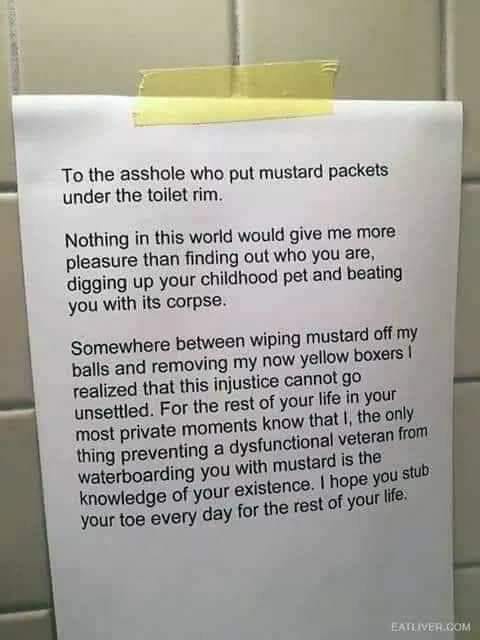 To the asshole who put mustard packets
under the toilet rim.
Nothing in this world would give me more
pleasure than finding out who you are,
digging up your childhood pet and beating
you with its corpse.
Somewhere between wiping mustard off my
balls and removing my now yellow boxers I
realized that this injustice cannot go
unsettled. For the rest of your life in your
most private moments know that I, the only
thing preventing a dysfunctional veteran from
waterboarding you with mustard is the
knowledge of your existence. I hope you stub
your toe every day for the rest of your life.
EATLIVER.COM